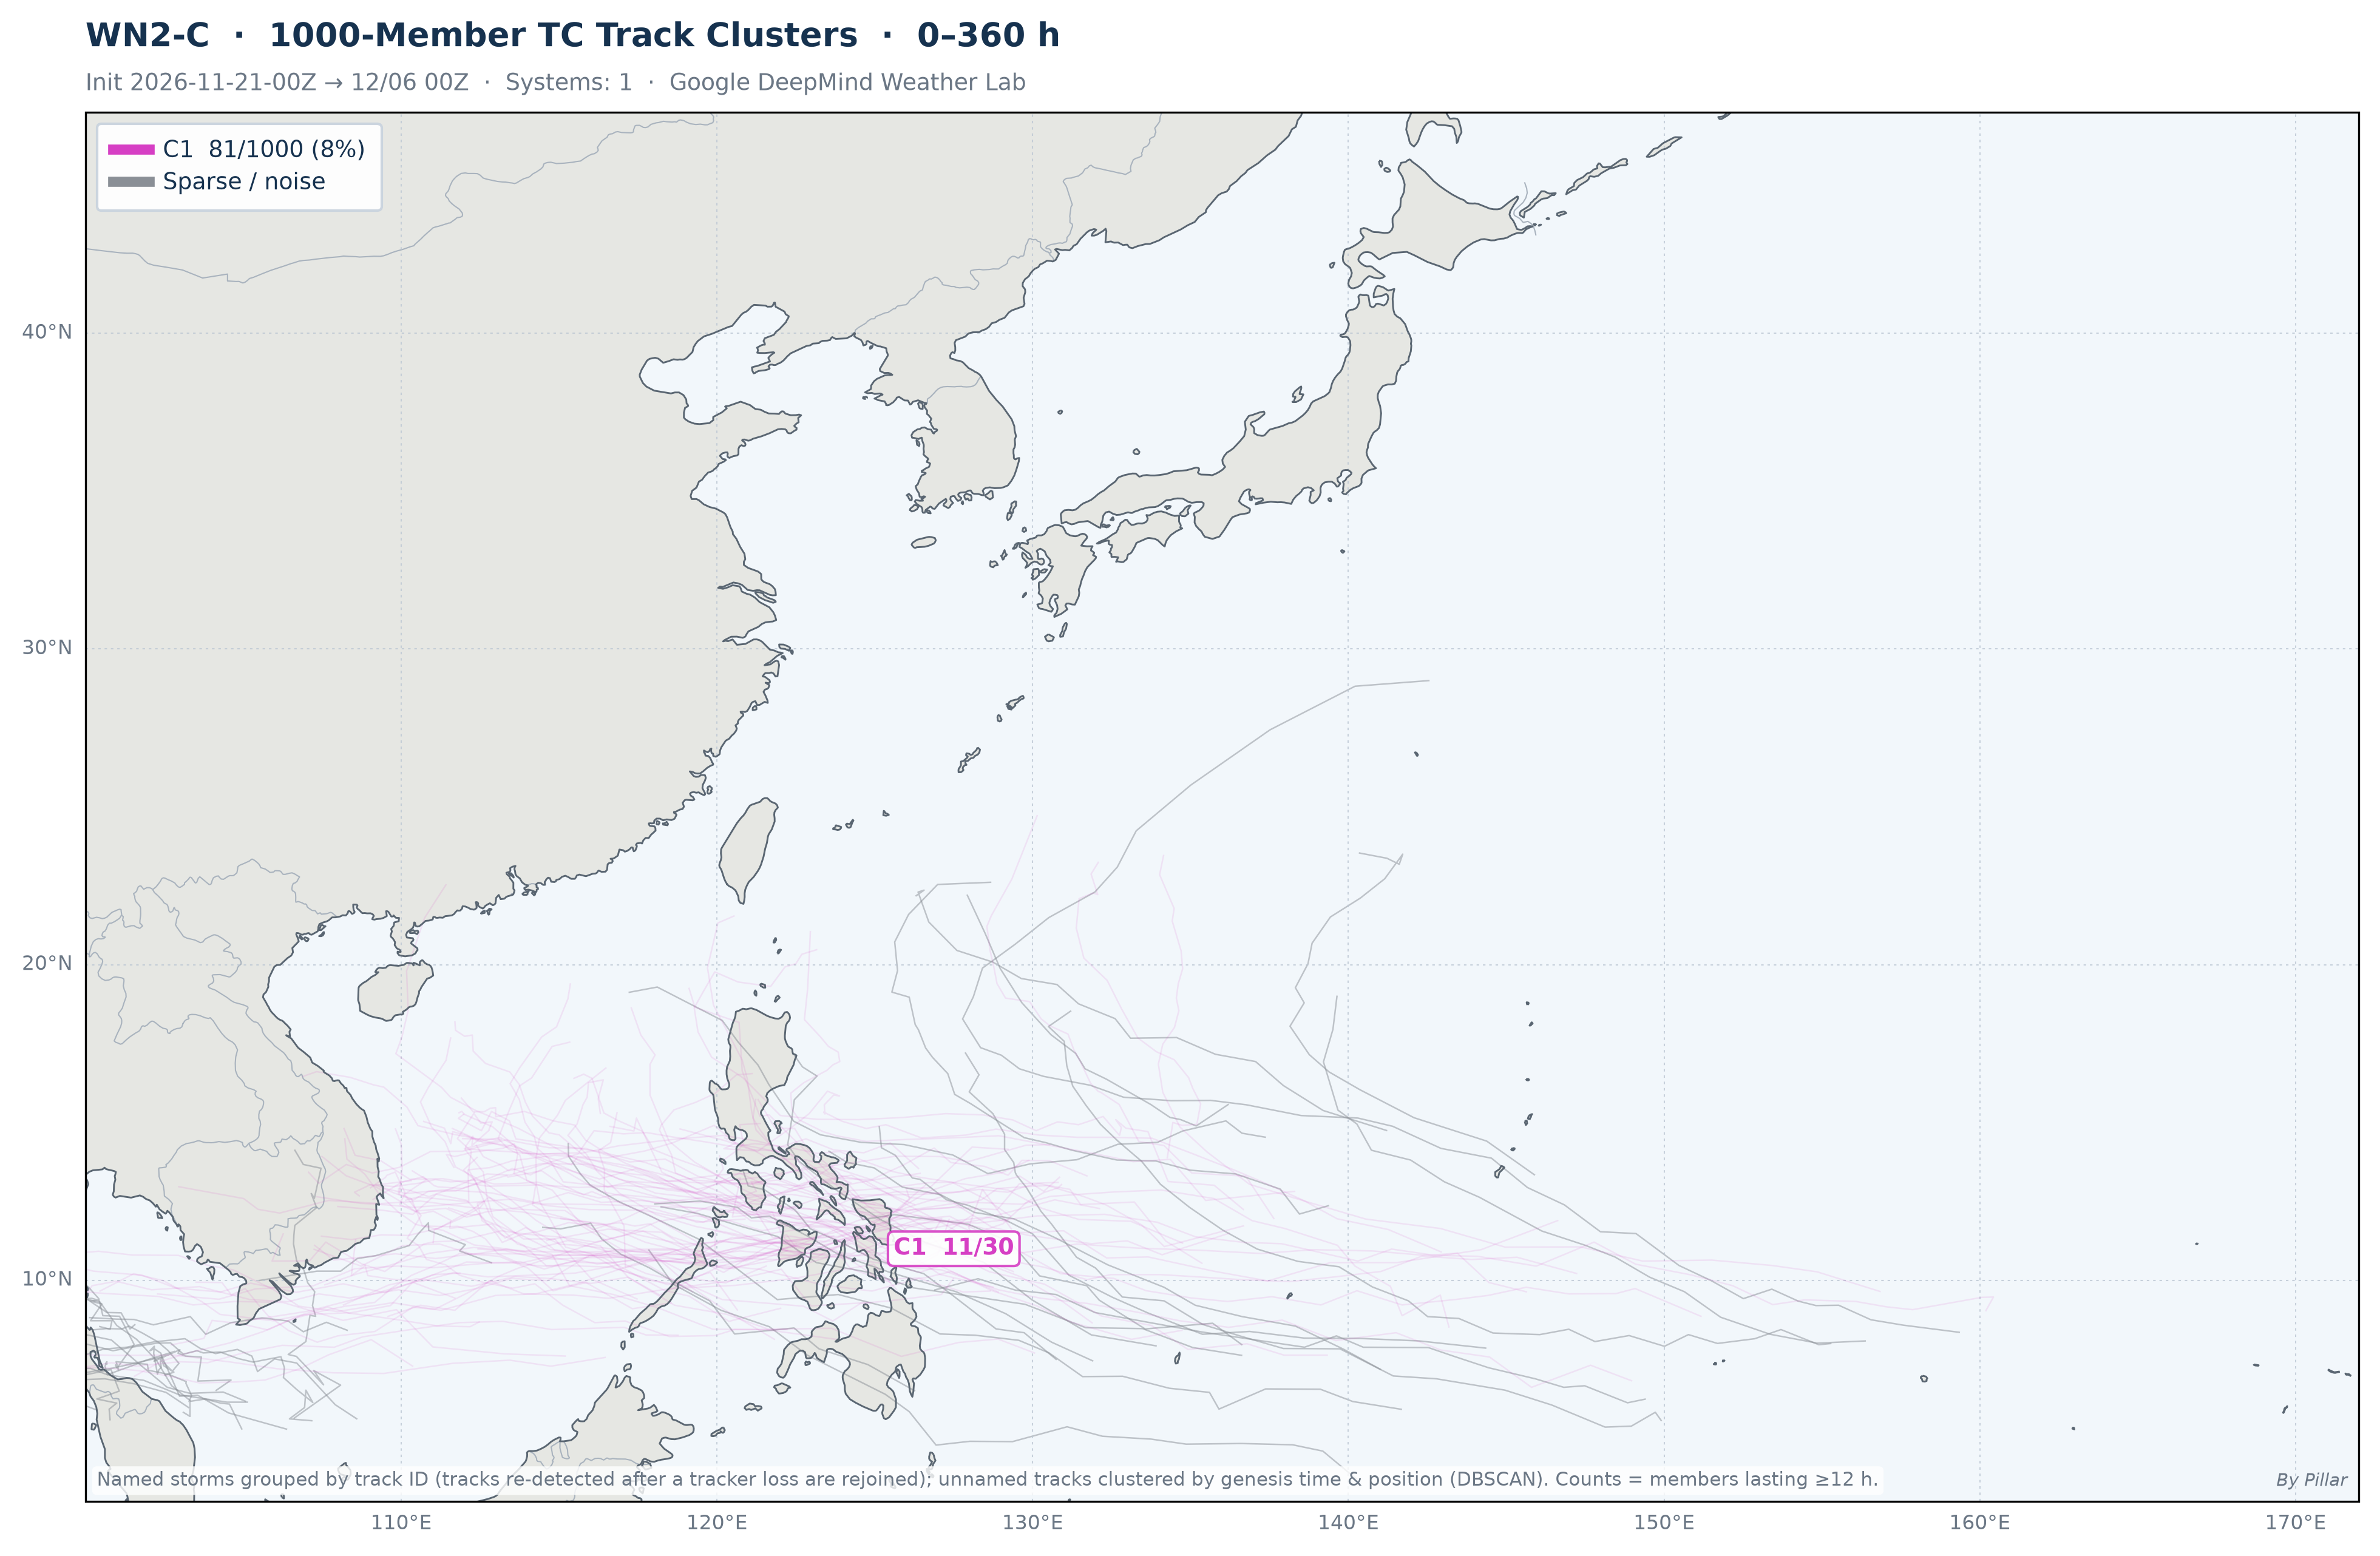 WN2-C · 1000-Member TC Track Clusters · 0–360 h
Init 2026-11-21-00Z → 12/06 00Z · Systems: 1 · Google DeepMind Weather Lab
C1 81/1000 (8%)
Sparse / noise
40°N
30°N
20°N
10°N
C1 11/30
Named storms grouped by track ID (tracks re-detected after a tracker loss are rejoined); unnamed tracks clustered by genesis time & position (DBSCAN). Counts = members lasting ≥12 h.
By Pillar
110°E
120°E
130°E
140°E
150°E
160°E
170°E